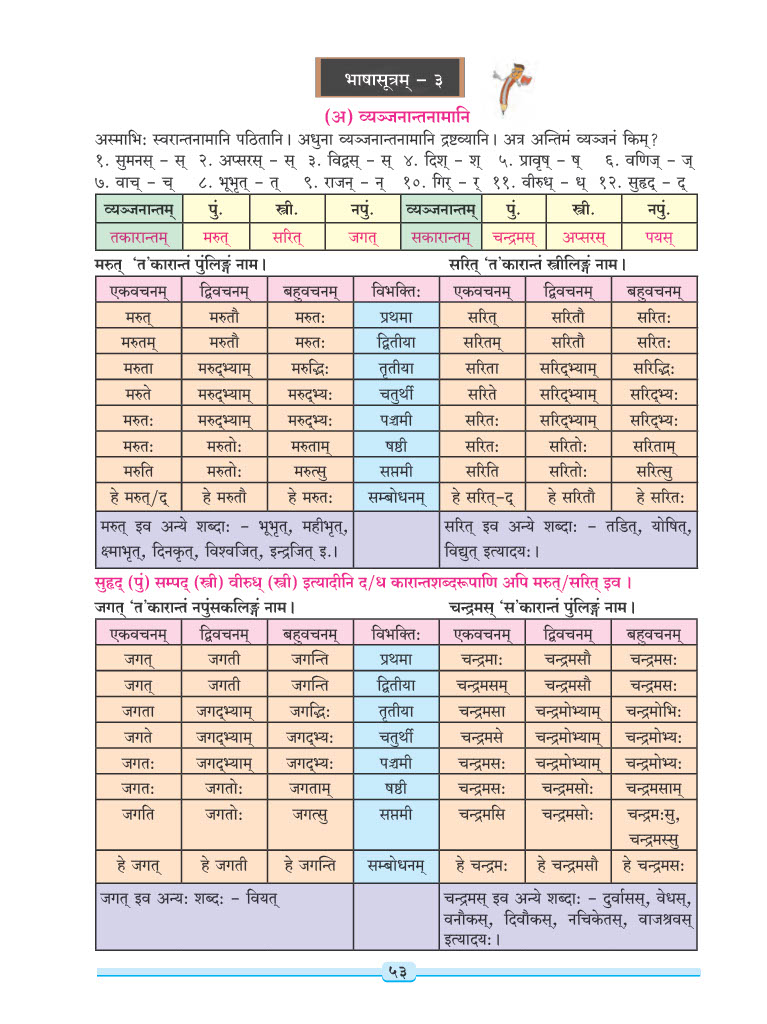 भाषासूत्रम् – ३
(अ) व्यञ्जनान्तनामानि
अस्माभिः स्वरान्तनामानि पठितानि। अधुना व्यञ्जनान्तनामानि द्रष्टव्यानि। अत्र अन्तिमं व्यञ्जनं किम्?
१. सुमनस् – स् २. अप्सरस् – स् ३. विद्वस् – स् ४. दिश् – श् ५. प्रावृष् – ष् ६. वणिज् – ज्
७. वाच् – च् ८. भूभृत् – त् ९. राजन् – न् १०. गिर् – र् ११. वीरुध् – ध् १२. सुहृद् – द्
व्यञ्जनान्तम् पुं. स्त्री. नपुं. व्यञ्जनान्तम् पुं. स्त्री. नपुं.
तकारान्तम् मरुत् सरित् जगत् सकारान्तम् चन्द्रमस् अप्सरस् पयस्
मरुत् ‘त’कारान्तं पुंलिङ्गं नाम। सरित् ‘त’कारान्तं स्त्रीलिङ्गं नाम।
एकवचनम् द्विवचनम् बहुवचनम् विभक्तिः एकवचनम् द्विवचनम् बहुवचनम्
मरुत् मरुतौ मरुतः प्रथमा सरित् सरितौ सरितः
मरुतम् मरुतौ मरुतः द्वितीया सरितम् सरितौ सरितः
मरुता मरुद्भ्याम् मरुद्भिः तृतीया सरिता सरिद्भ्याम् सरिद्भिः
मरुते मरुद्भ्याम् मरुद्भ्यः चतुर्थी सरिते सरिद्भ्याम् सरिद्भ्यः
मरुतः मरुद्भ्याम् मरुद्भ्यः पञ्चमी सरितः सरिद्भ्याम् सरिद्भ्यः
मरुतः मरुतोः मरुताम् षष्ठी सरितः सरितोः सरिताम्
मरुति मरुतोः मरुत्सु सप्तमी सरिति सरितोः सरित्सु
हे मरुत्/द् हे मरुतौ हे मरुतः सम्बोधनम् हे सरित्-द् हे सरितौ हे सरितः
मरुत् इव अन्ये शब्दाः – भूभृत्, महीभृत्, सरित् इव अन्ये शब्दाः – तडित्, योषित्,
क्ष्माभृत्, दिनकृत्, विश्वजित्, इन्द्रजित् इ.। विद्युत् इत्यादयः।
सुहृद् (पुं) सम्पद् (स्त्री) वीरुध् (स्त्री) इत्यादीनि द/ध कारान्तशब्दरूपाणि अपि मरुत्/सरित् इव ।
जगत् ‘त’कारान्तं नपुंसकलिङ्गं नाम। चन्द्रमस् ‘स’कारान्तं पुंलिङ्गं नाम।
एकवचनम् द्विवचनम् बहुवचनम् विभक्तिः एकवचनम् द्विवचनम् बहुवचनम्
जगत् जगती जगन्ति प्रथमा चन्द्रमाः चन्द्रमसौ चन्द्रमसः
जगत् जगती जगन्ति द्वितीया चन्द्रमसम् चन्द्रमसौ चन्द्रमसः
जगता जगद्भ्याम् जगद्भिः तृतीया चन्द्रमसा चन्द्रमोभ्याम् चन्द्रमोभिः
जगते जगद्भ्याम् जगद्भ्यः चतुर्थी चन्द्रमसे चन्द्रमोभ्याम् चन्द्रमोभ्यः
जगतः जगद्भ्याम् जगद्भ्यः पञ्चमी चन्द्रमसः चन्द्रमोभ्याम् चन्द्रमोभ्यः
जगतः जगतोः जगताम् षष्ठी चन्द्रमसः चन्द्रमसोः चन्द्रमसाम्
जगति जगतोः जगत्सु सप्तमी चन्द्रमसि चन्द्रमसोः चन्द्रमःसु,
चन्द्रमस्सु
हे जगत् हे जगती हे जगन्ति सम्बोधनम् हे चन्द्रमः हे चन्द्रमसौ हे चन्द्रमसः
जगत् इव अन्यः शब्दः – वियत् चन्द्रमस् इव अन्ये शब्दाः – दुर्वासस्, वेधस्,
वनौकस्, दिवौकस्, नचिकेतस्, वाजश्रवस्
इत्यादयः।
५३